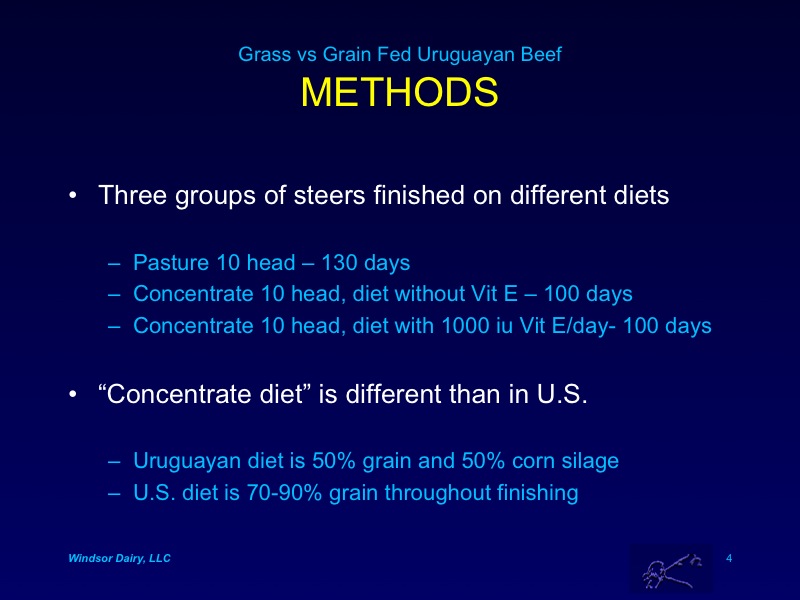 Grass vs Grain Fed Uruguayan Beef
METHODS
• Three groups of steers finished on different diets
– Pasture 10 head – 130 days
– Concentrate 10 head, diet without Vit E – 100 days
– Concentrate 10 head, diet with 1000 iu Vit E/day- 100 days
• “Concentrate diet” is different than in U.S.
– Uruguayan diet is 50% grain and 50% corn silage
– U.S. diet is 70-90% grain throughout finishing
Windsor Dairy, LLC
4